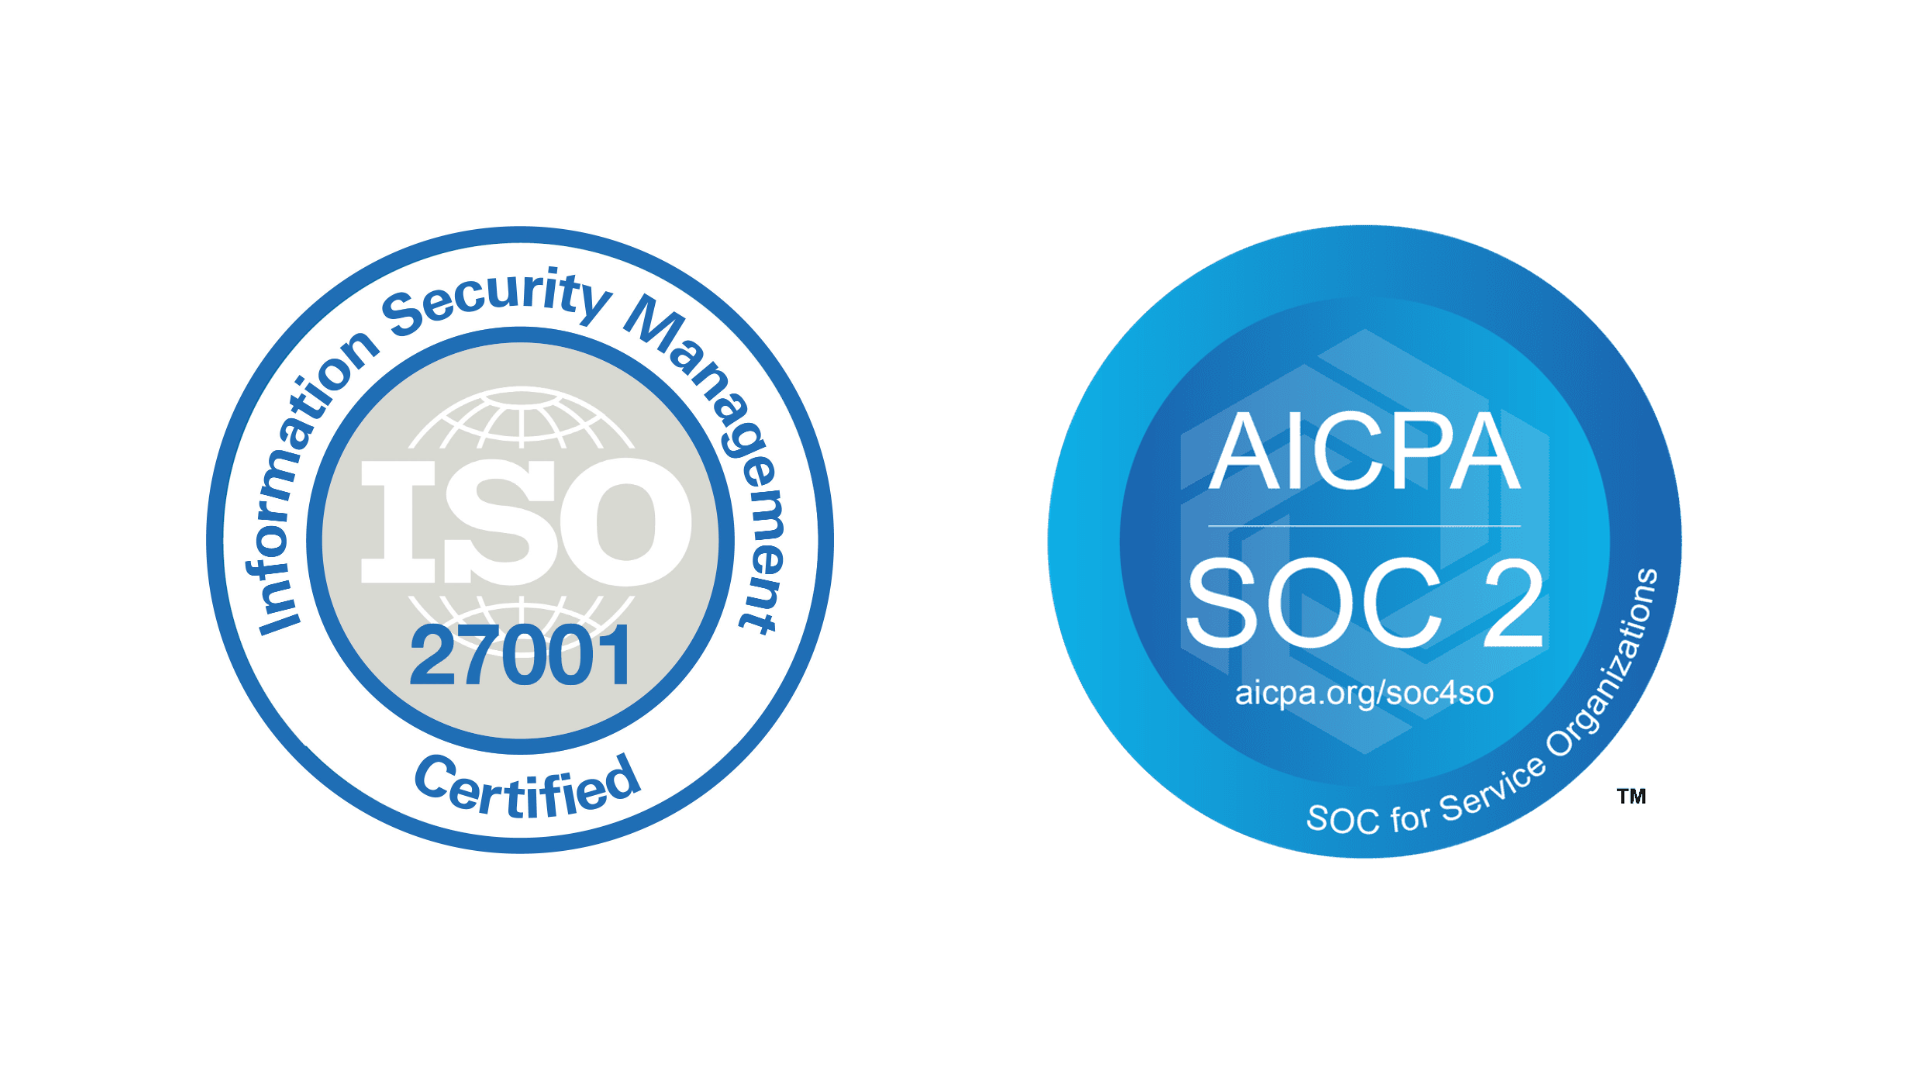 Information Security Management
ISO
27001
Certified
AICPA
SOC 2
aicpa.org/soc4so
SOC for Service Organizations
TM